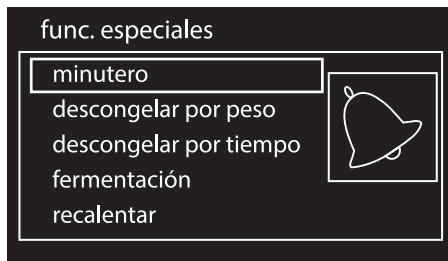 func. especiales
minutero
descongelar por peso
descongelar por tiempo
fermentación
recalentar